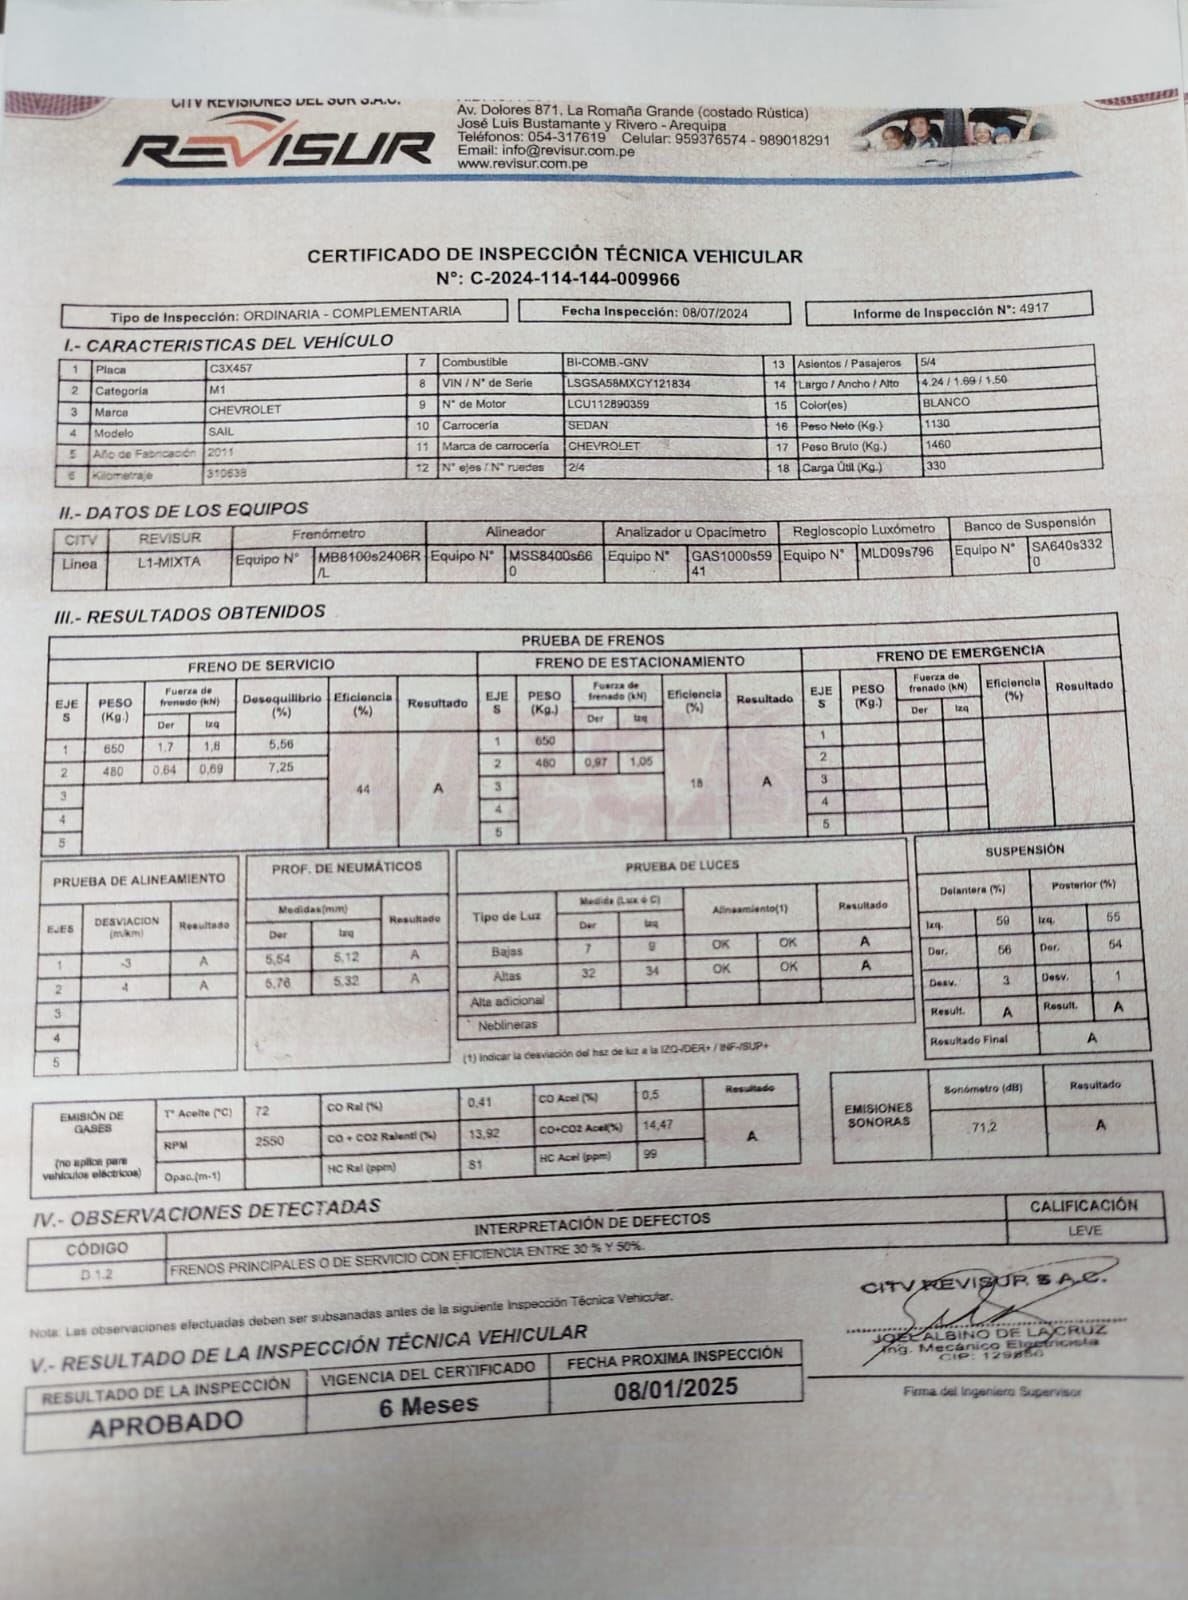 CITV REVISIONES DEL SUR S.A.C.
REVISUR
Av. Dolores 871, La Romaña Grande (costado Rústica)
José Luis Bustamante y Rivero - Arequipa
Teléfonos: 054-317619 Celular: 959376574 - 989018291
Email: info@revisur.com.pe
www.revisur.com.pe
CERTIFICADO DE INSPECCIÓN TÉCNICA VEHICULAR
N°: C-2024-114-144-009966
Tipo de Inspección: ORDINARIA - COMPLEMENTARIA Fecha Inspección: 08/07/2024 Informe de Inspección N°: 4917
I.- CARACTERISTICAS DEL VEHÍCULO
1 Placa C3X457 7 Combustible BI-COMB.-GNV 13 Asientos / Pasajeros 5/4
2 Categoría M1 8 VIN / N° de Serie LSGSA58MXCY121834 14 Largo / Ancho / Alto 4.24 / 1.69 / 1.50
3 Marca CHEVROLET 9 N° de Motor LCU112890359 15 Color(es) BLANCO
4 Modelo SAIL 10 Carrocería SEDAN 16 Peso Neto (Kg.) 1130
5 Año de Fabricación 2011 11 Marca de carrocería CHEVROLET 17 Peso Bruto (Kg.) 1460
6 Kilometraje 310638 12 N° ejes / N° ruedas 2/4 18 Carga Útil (Kg.) 330
II.- DATOS DE LOS EQUIPOS
CITV REVISUR Frenómetro Alineador Analizador u Opacímetro Regloscopio Luxómetro Banco de Suspensión
Linea L1-MIXTA Equipo N° MB8100s2406R Equipo N° MSS8400s66 Equipo N° GAS1000s59 Equipo N° MLD09s796 Equipo N° SA640s332
/L 0 41 0
III.- RESULTADOS OBTENIDOS
PRUEBA DE FRENOS
FRENO DE SERVICIO FRENO DE ESTACIONAMIENTO FRENO DE EMERGENCIA
EJE S PESO (Kg.) Fuerza de frenado (kN) Der Izq Desequilibrio (%) Eficiencia (%) Resultado EJE S PESO (Kg.) Fuerza de frenado (kN) Der Izq Eficiencia (%) Resultado EJE S PESO (Kg.) Fuerza de frenado (kN) Der Izq Eficiencia (%) Resultado
1 650 1.7 1,8 5,56 1 650 1
2 480 0.64 0,69 7,25 2 480 0,97 1,05 2
3 44 A 3 18 A 3
4 4 4
5 5 5
PRUEBA DE ALINEAMIENTO
EJES DESVIACION (m/km) Resultado
1 -3 A
2 4 A
3
4
5
PROF. DE NEUMÁTICOS
Medidas(mm) Resultado
Der Izq
5,54 5,12 A
5,76 5,32 A
PRUEBA DE LUCES
Tipo de Luz Medida (Lux ó C) Der Izq Alineamiento(1) Resultado
Bajas 7 9 OK OK A
Altas 32 34 OK OK A
Alta adicional
Neblineras
(1) Indicar la desviación del haz de luz a la IZQ-/DER+ / INF-/SUP+
SUSPENSIÓN
Delantera (%) Posterior (%)
Izq. 59 Izq. 55
Der. 56 Der. 54
Desv. 3 Desv. 1
Result. A Result. A
Resultado Final A
EMISIÓN DE GASES
(no aplica para vehículos eléctricos)
T° Aceite (°C) 72 CO Ral (%) 0,41 CO Acel (%) 0,5 Resultado
RPM 2550 CO + CO2 Ralenti (%) 13,92 CO+CO2 Acel(%) 14,47 A
Opac.(m-1) HC Ral (ppm) 81 HC Acel (ppm) 99
EMISIONES SONORAS
Sonómetro (dB) Resultado
71,2 A
IV.- OBSERVACIONES DETECTADAS
CÓDIGO INTERPRETACIÓN DE DEFECTOS CALIFICACIÓN
D.1.2 FRENOS PRINCIPALES O DE SERVICIO CON EFICIENCIA ENTRE 30 % Y 50%. LEVE
Nota: Las observaciones efectuadas deben ser subsanadas antes de la siguiente Inspección Técnica Vehicular.
V.- RESULTADO DE LA INSPECCIÓN TÉCNICA VEHICULAR
RESULTADO DE LA INSPECCIÓN VIGENCIA DEL CERTIFICADO FECHA PROXIMA INSPECCIÓN
APROBADO 6 Meses 08/01/2025
CITV REVISUR S.A.C.
JOEL ALBINO DE LA CRUZ
Ing. Mecánico Electricista
CIP: 129856
Firma del Ingeniero Supervisor